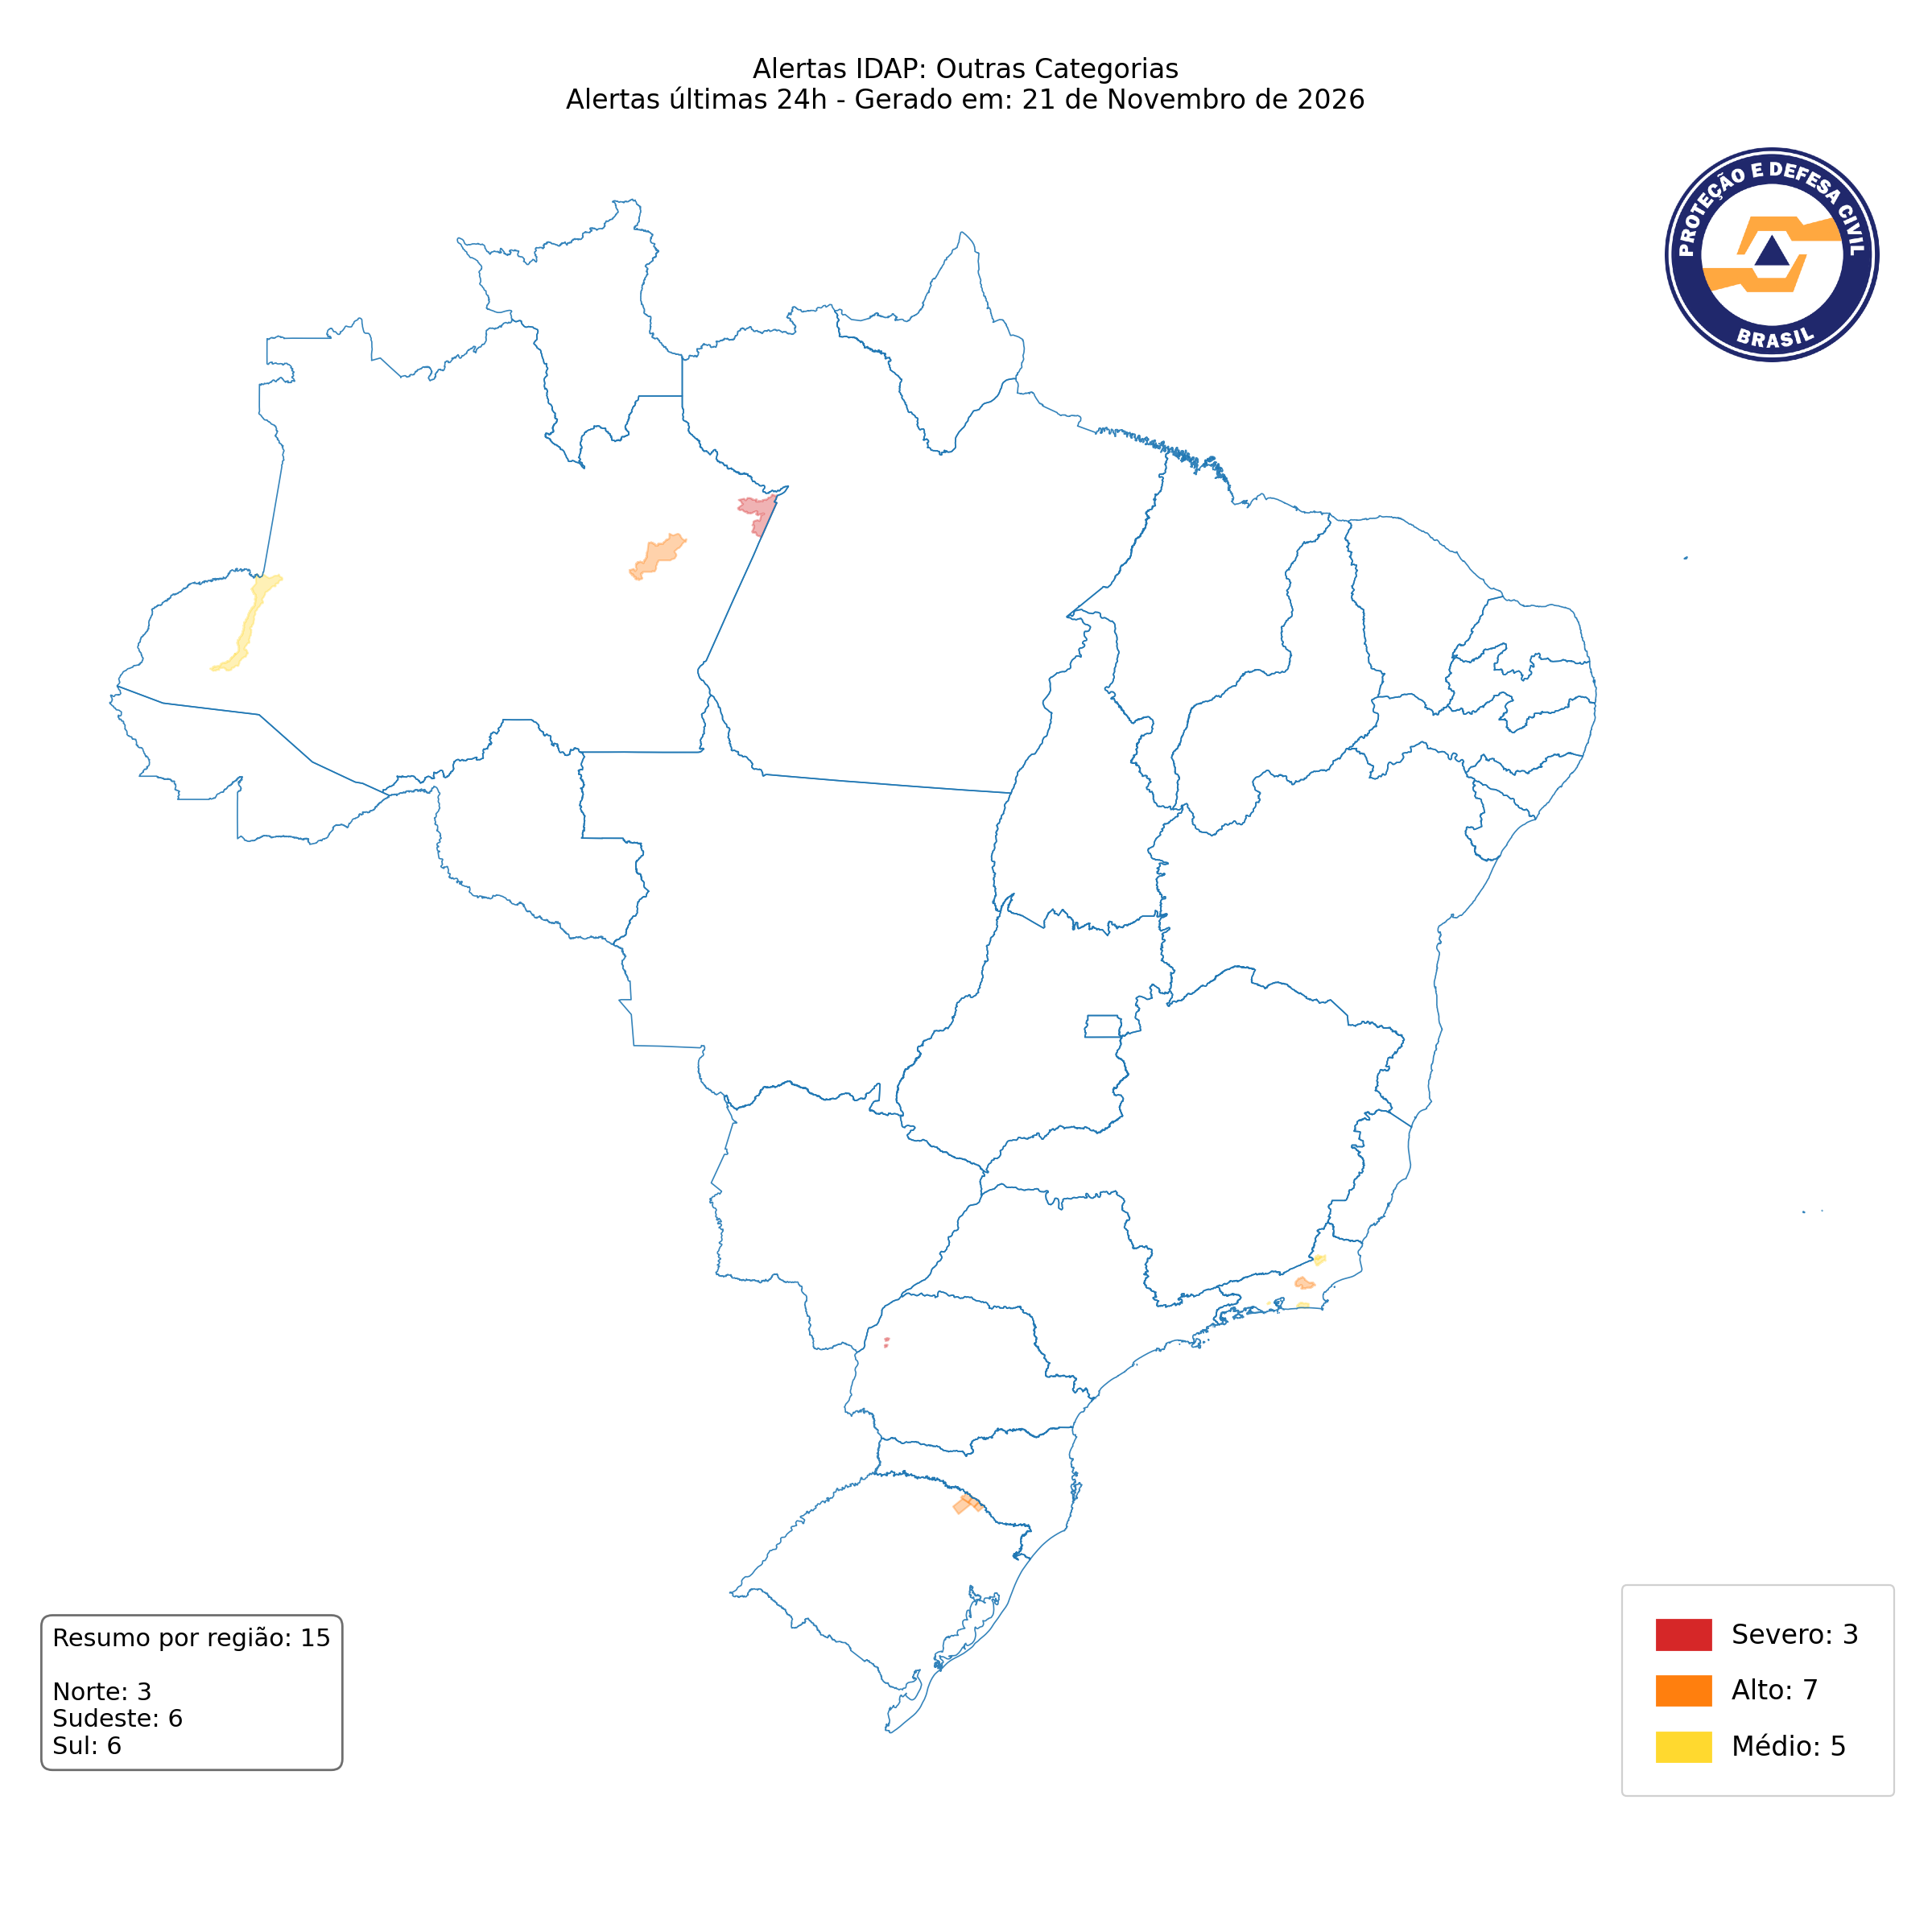 Alertas IDAP: Outras Categorias
Alertas últimas 24h - Gerado em: 21 de Novembro de 2026
PROTEÇÃO E DEFESA CIVIL
BRASIL
Resumo por região: 15
Norte: 3
Sudeste: 6
Sul: 6
Severo: 3
Alto: 7
Médio: 5